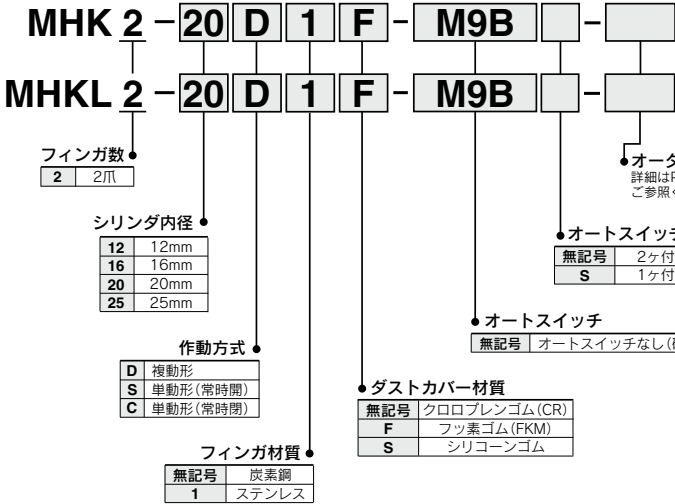 MHK 2 - 20 D 1 F - M9B -
MHKL 2 - 20 D 1 F - M9B -
フィンガ数
2 2爪
シリンダ内径
12 12mm
16 16mm
20 20mm
25 25mm
作動方式
D 複動形
S 単動形(常時開)
C 単動形(常時閉)
フィンガ材質
無記号 炭素鋼
1 ステンレス
ダストカバー材質
無記号 クロロプレンゴム(CR)
F フッ素ゴム(FKM)
S シリコーンゴム
オートスイッチ
無記号 オートスイッチなし(
オートスイッチ
無記号 2ヶ付
S 1ヶ付
オーダ
詳細はP
ご参照く